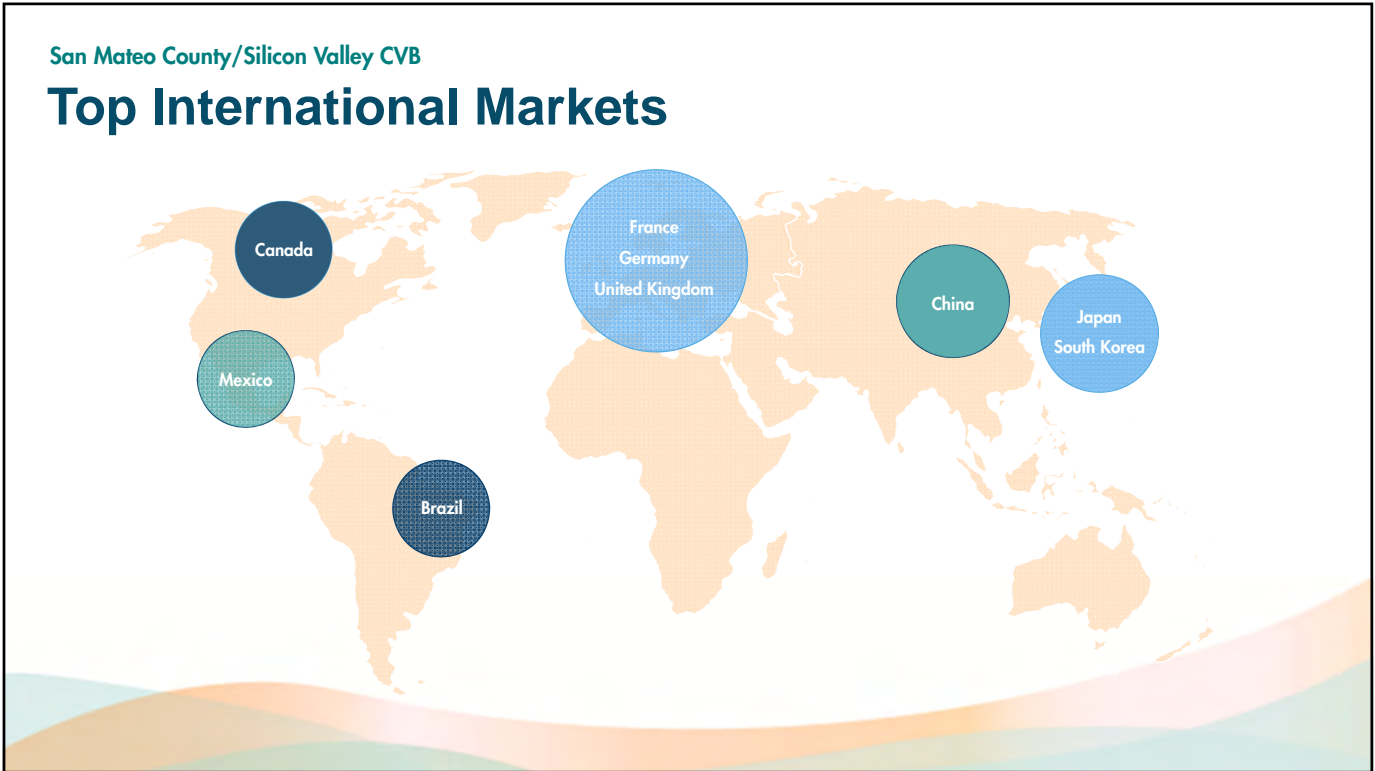 San Mateo County/Silicon Valley CVB
Top International Markets
Canada
France
Germany
United Kingdom
China
Japan
South Korea
Mexico
Brazil